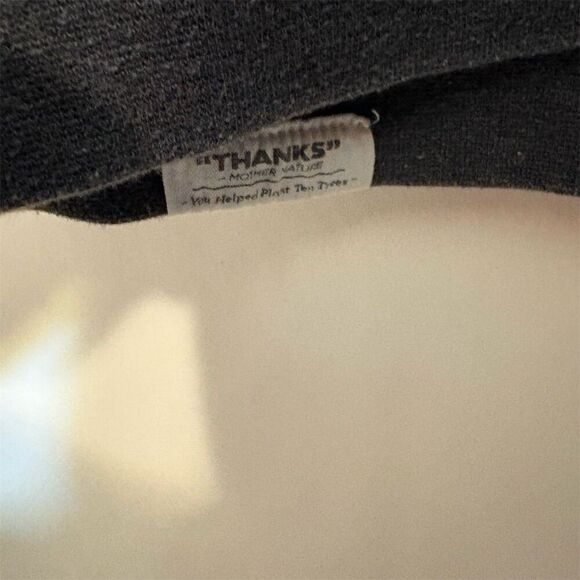 "THANKS"
- MOTHER NATURE
- You Helped Plant Ten Trees -